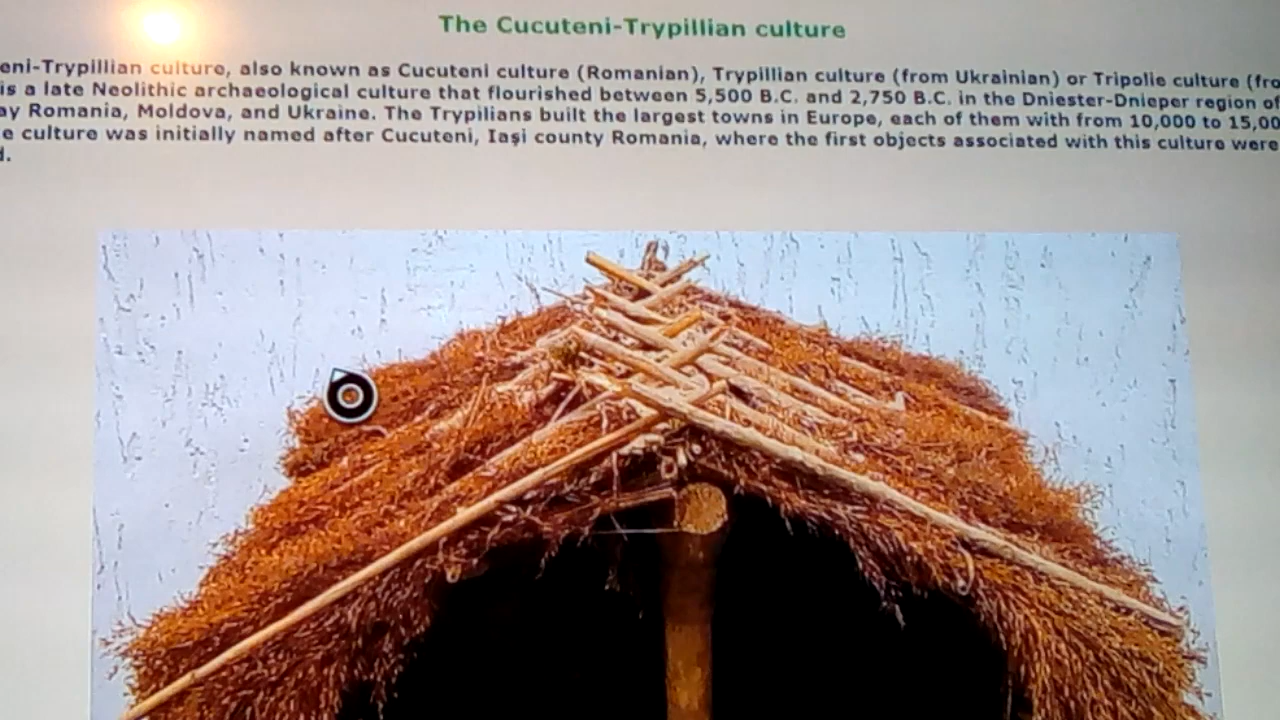 The Cucuteni-Trypillian culture
eni-Trypillian culture, also known as Cucuteni culture (Romanian), Trypillian culture (from Ukrainian) or Tripolie culture (fro
is a late Neolithic archaeological culture that flourished between 5,500 B.C. and 2,750 B.C. in the Dniester-Dnieper region of
ay Romania, Moldova, and Ukraine. The Trypilians built the largest towns in Europe, each of them with from 10,000 to 15,00
e culture was initially named after Cucuteni, Iaşi county Romania, where the first objects associated with this culture were
d.